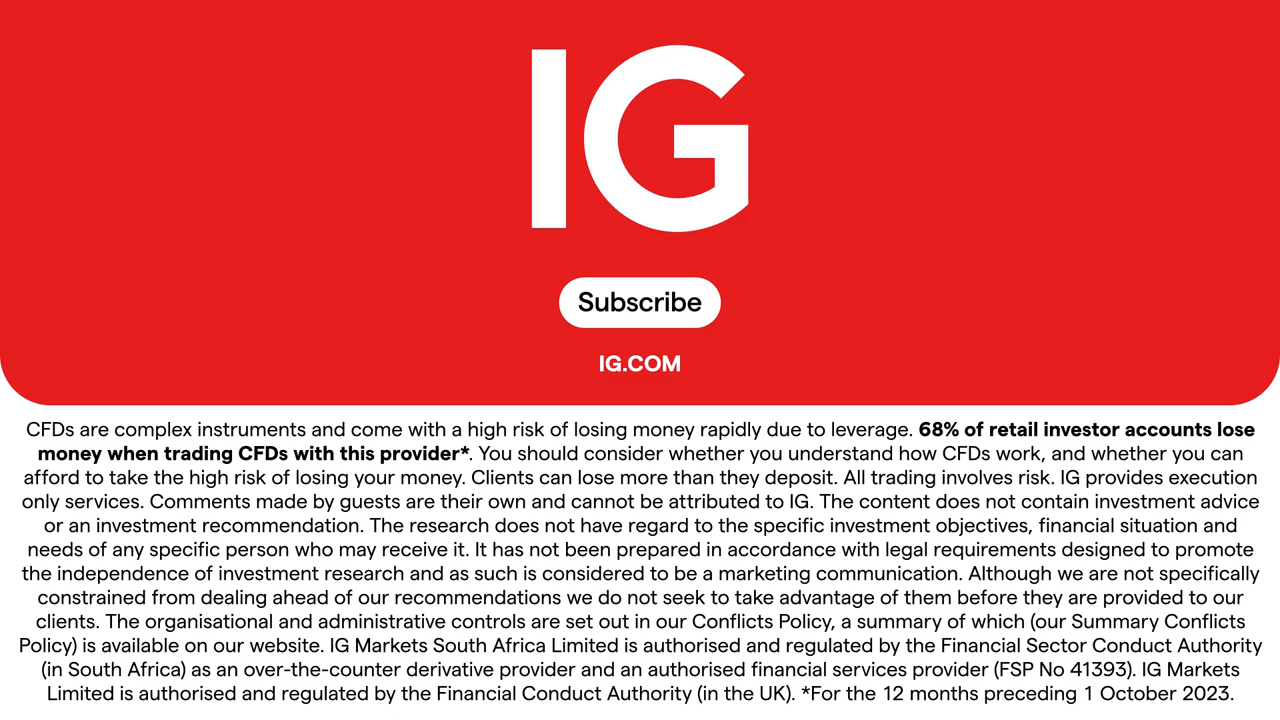 IG
Subscribe
IG.COM
CFDs are complex instruments and come with a high risk of losing money rapidly due to leverage. 68% of retail investor accounts lose
money when trading CFDs with this provider*. You should consider whether you understand how CFDs work, and whether you can
afford to take the high risk of losing your money. Clients can lose more than they deposit. All trading involves risk. IG provides execution
only services. Comments made by guests are their own and cannot be attributed to IG. The content does not contain investment advice
or an investment recommendation. The research does not have regard to the specific investment objectives, financial situation and
needs of any specific person who may receive it. It has not been prepared in accordance with legal requirements designed to promote
the independence of investment research and as such is considered to be a marketing communication. Although we are not specifically
constrained from dealing ahead of our recommendations we do not seek to take advantage of them before they are provided to our
clients. The organisational and administrative controls are set out in our Conflicts Policy, a summary of which (our Summary Conflicts
Policy) is available on our website. IG Markets South Africa Limited is authorised and regulated by the Financial Sector Conduct Authority
(in South Africa) as an over-the-counter derivative provider and an authorised financial services provider (FSP No 41393). IG Markets
Limited is authorised and regulated by the Financial Conduct Authority (in the UK). *For the 12 months preceding 1 October 2023.